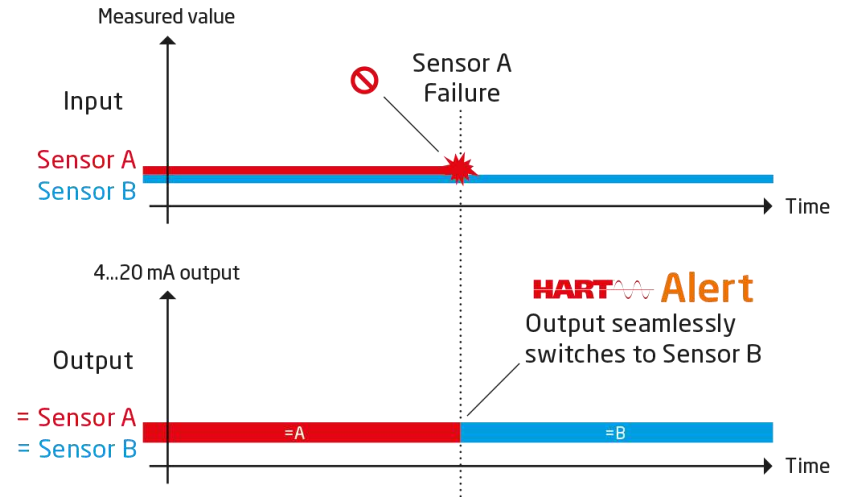 Measured value
Input
Sensor A
Failure
Sensor A
Sensor B
Time
4...20 mA output
HART Alert
Output seamlessly
switches to Sensor B
Output
= Sensor A
= Sensor B
=A
=B
Time